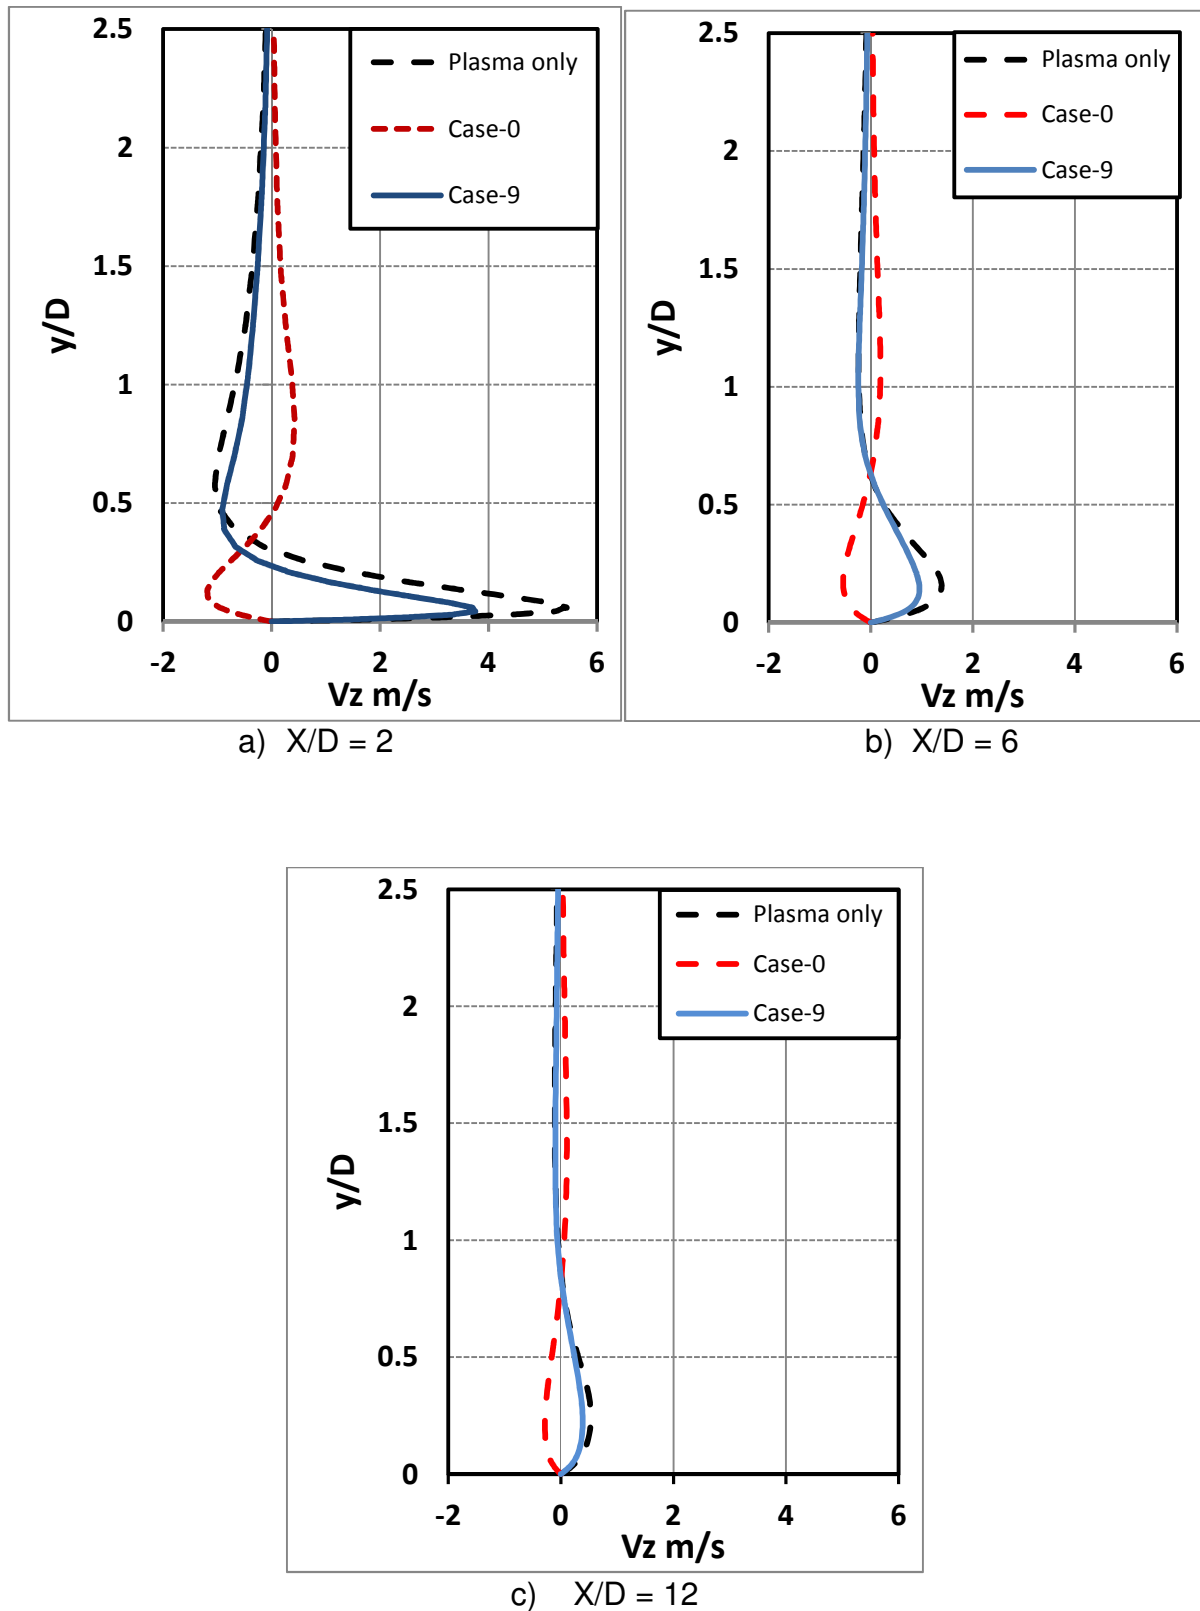 2.5
2
1.5
1
0.5
0
y/D
-2 0 2 4 6
Vz m/s
Plasma only
Case-0
Case-9
a) X/D = 2
2.5
2
1.5
1
0.5
0
y/D
-2 0 2 4 6
Vz m/s
Plasma only
Case-0
Case-9
b) X/D = 6
2.5
2
1.5
1
0.5
0
y/D
-2 0 2 4 6
Vz m/s
Plasma only
Case-0
Case-9
c) X/D = 12